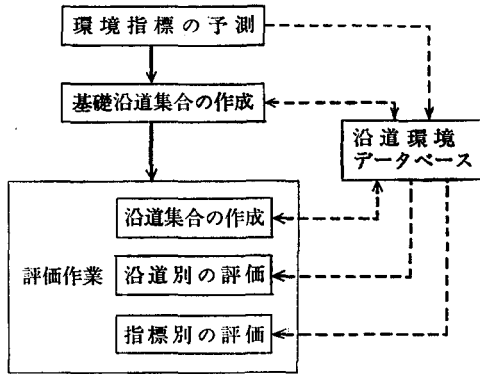 環境指標の予測
基礎沿道集合の作成
沿道環境
データベース
沿道集合の作成
評価作業
沿道別の評価
指標別の評価